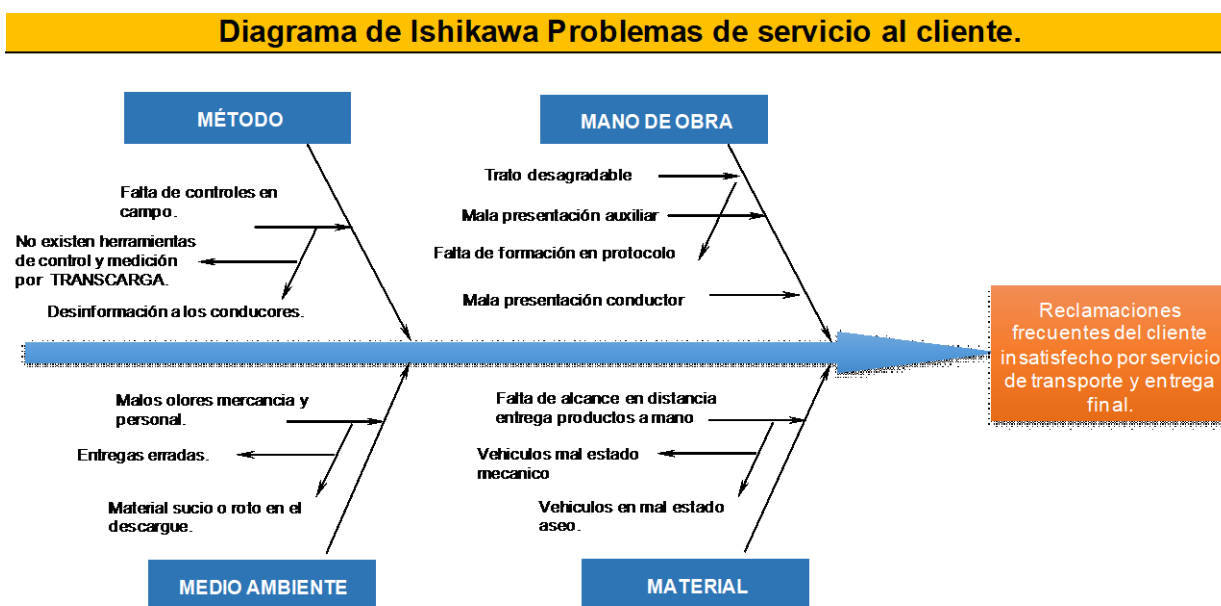 Diagrama de Ishikawa Problemas de servicio al cliente.
MÉTODO
MANO DE OBRA
Falta de controles en
campo.
No existen herramientas
de control y medición
por TRANSCARGA.
Desinformación a los conducores.
Trato desagradable
Mala presentación auxiliar
Falta de formación en protocolo
Mala presentación conductor
Reclamaciones
frecuentes del cliente
insatisfecho por servicio
de transporte y entrega
final.
Malos olores mercancia y
personal.
Entregas erradas.
Material sucio o roto en el
descargue.
Falta de alcance en distancia
entrega productos a mano
Vehiculos mal estado
mecanico
Vehiculos en mal estado
aseo.
MEDIO AMBIENTE
MATERIAL